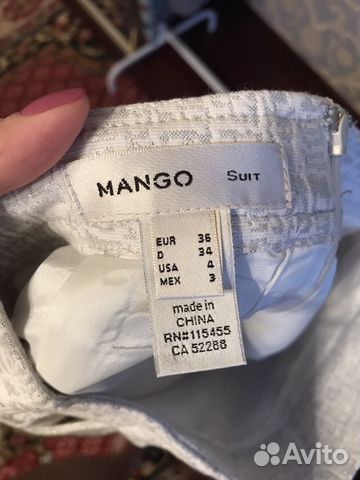 MANGO SUIT
EUR 36
D 34
USA 4
MEX 3
made in
CHINA
RN#115455
CA 52288
Avito